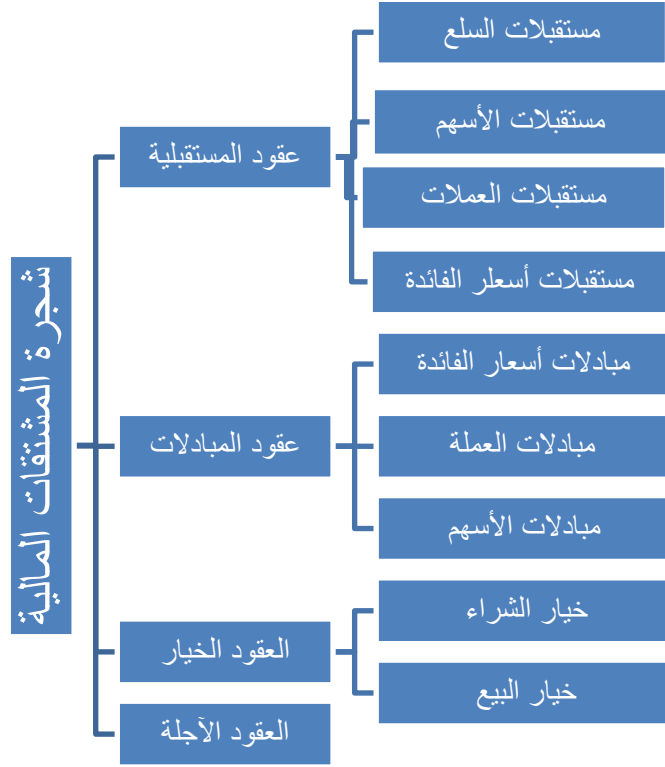 شجرة المشتقات المالية
عقود المستقبلية
مستقبلات السلع
مستقبلات الأسهم
مستقبلات العملات
مستقبلات أسعلر الفائدة
عقود المبادلات
مبادلات أسعار الفائدة
مبادلات العملة
مبادلات الأسهم
العقود الخيار
خيار الشراء
خيار البيع
العقود الآجلة